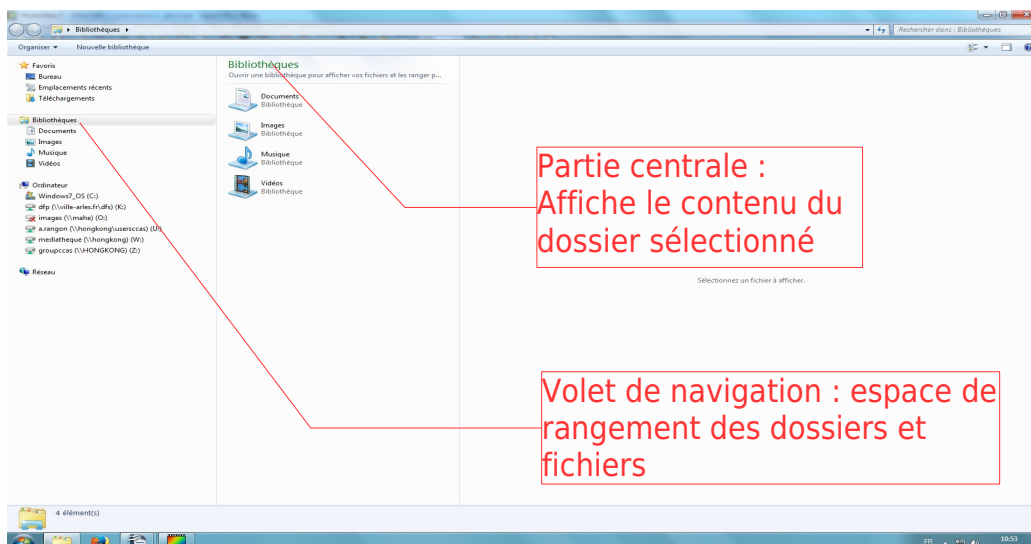 Bibliothèques
Rechercher dans : Bibliothèques
Organiser
Nouvelle bibliothèque
Favoris
Bureau
Emplacements récents
Téléchargements
Bibliothèques
Documents
Images
Musique
Vidéos
Ordinateur
Windows7_OS (C:)
dfp (\\ville-arles.fr\dfs) (K:)
images (\\mahe) (O:)
a.rangon (\\hongkong\usersccas) (U:)
mediatheque (\\hongkong) (W:)
groupccas (\\HONGKONG) (Z:)
Réseau
Bibliothèques
Ouvrir une bibliothèque pour afficher vos fichiers et les ranger p...
Documents
Bibliothèque
Images
Bibliothèque
Musique
Bibliothèque
Vidéos
Bibliothèque
Partie centrale :
Affiche le contenu du
dossier sélectionné
Sélectionnez un fichier à afficher.
Volet de navigation : espace de
rangement des dossiers et
fichiers
4 élément(s)
FR
10:53